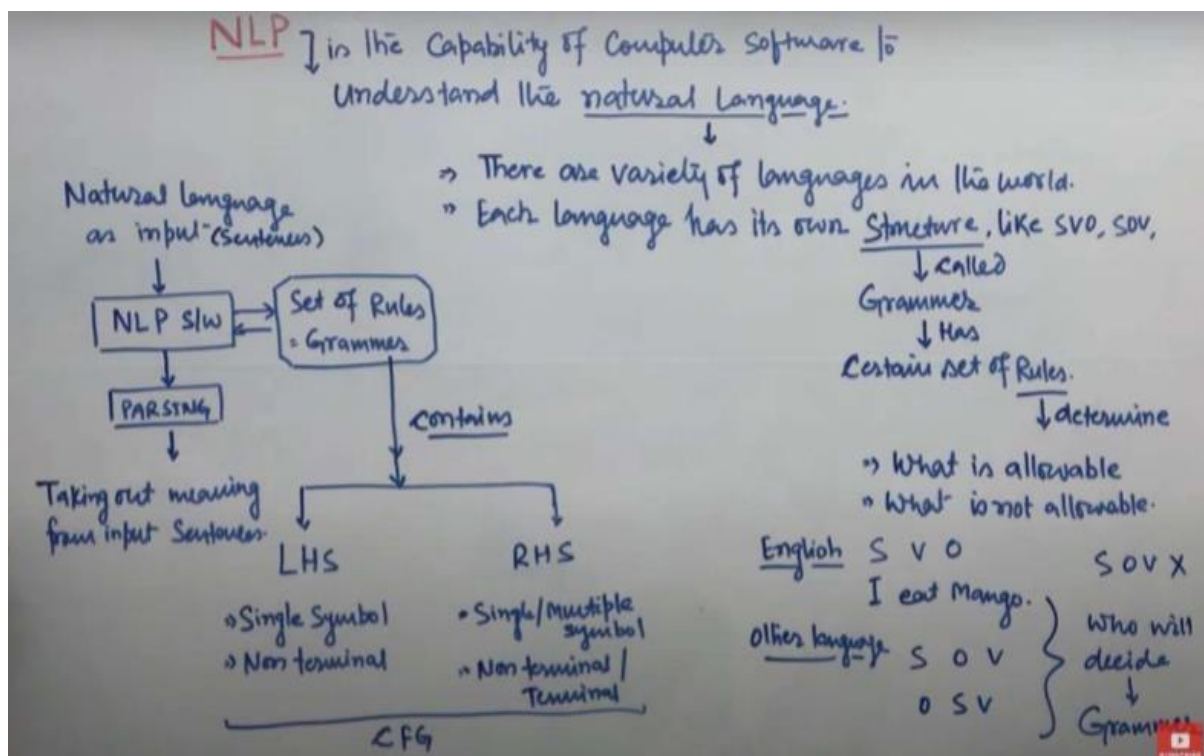 NLP is the Capability of Computer Software to
Understand the natural language.
» There are variety of languages in the world.
» Each language has its own Structure, like SVO, SOV,
called
Grammer
Has
Certain set of Rules.
determine
» What is allowable
» What is not allowable.
English S V O
I eat Mango.
S O V X
Other language S O V
O S V
Who will
decide
Grammer
Natural language
as input (Sentences)
NLP S/W
Set of Rules
Grammer
PARSING
Taking out meaning
from input Sentences.
contains
LHS
» Single Symbol
» Non terminal
RHS
• Single/Multiple
symbol
• Non terminal /
Terminal
CFG